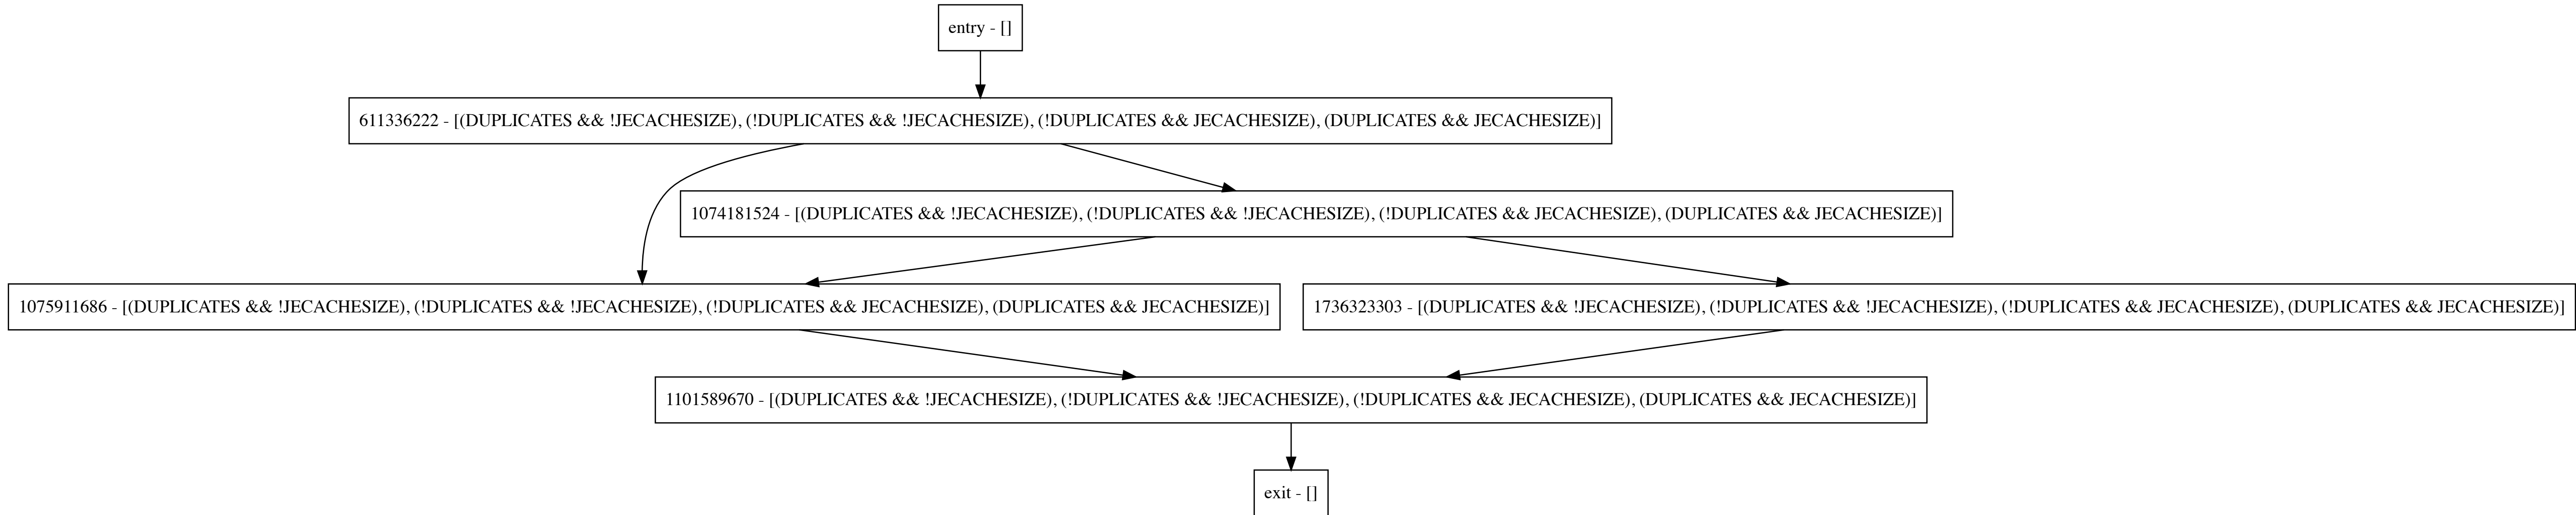 entry - []
611336222 - [(DUPLICATES && !JECACHESIZE), (!DUPLICATES && !JECACHESIZE), (!DUPLICATES && JECACHESIZE), (DUPLICATES && JECACHESIZE)]
1074181524 - [(DUPLICATES && !JECACHESIZE), (!DUPLICATES && !JECACHESIZE), (!DUPLICATES && JECACHESIZE), (DUPLICATES && JECACHESIZE)]
1075911686 - [(DUPLICATES && !JECACHESIZE), (!DUPLICATES && !JECACHESIZE), (!DUPLICATES && JECACHESIZE), (DUPLICATES && JECACHESIZE)]
1736323303 - [(DUPLICATES && !JECACHESIZE), (!DUPLICATES && !JECACHESIZE), (!DUPLICATES && JECACHESIZE), (DUPLICATES && JECACHESIZE)]
1101589670 - [(DUPLICATES && !JECACHESIZE), (!DUPLICATES && !JECACHESIZE), (!DUPLICATES && JECACHESIZE), (DUPLICATES && JECACHESIZE)]
exit - []